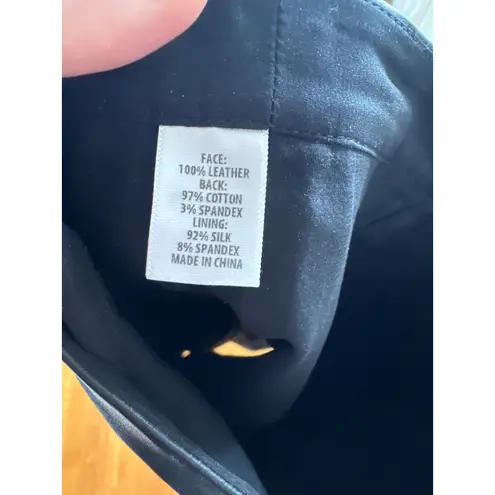 FACE:
100% LEATHER
BACK:
97% COTTON
3% SPANDEX
LINING:
92% SILK
8% SPANDEX
MADE IN CHINA